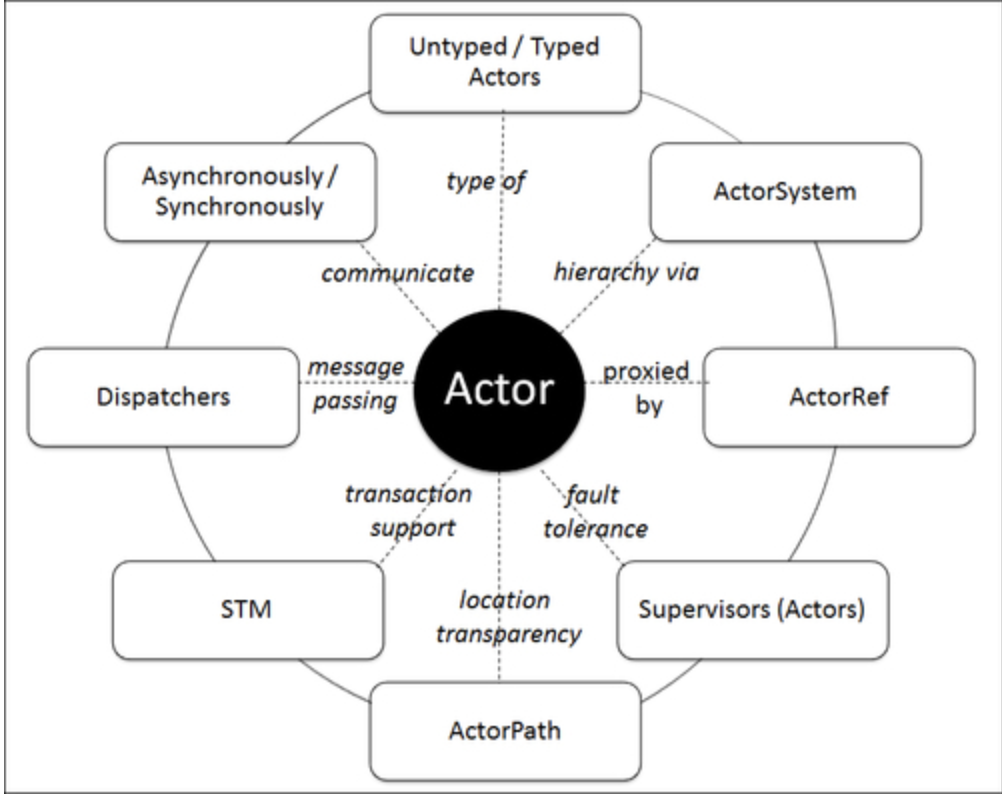 Untyped / Typed
Actors
Asynchronously /
Synchronously
type of
ActorSystem
communicate
hierarchy via
Dispatchers
message
passing
Actor
proxied
by
ActorRef
transaction
support
fault
tolerance
STM
location
transparency
Supervisors (Actors)
ActorPath